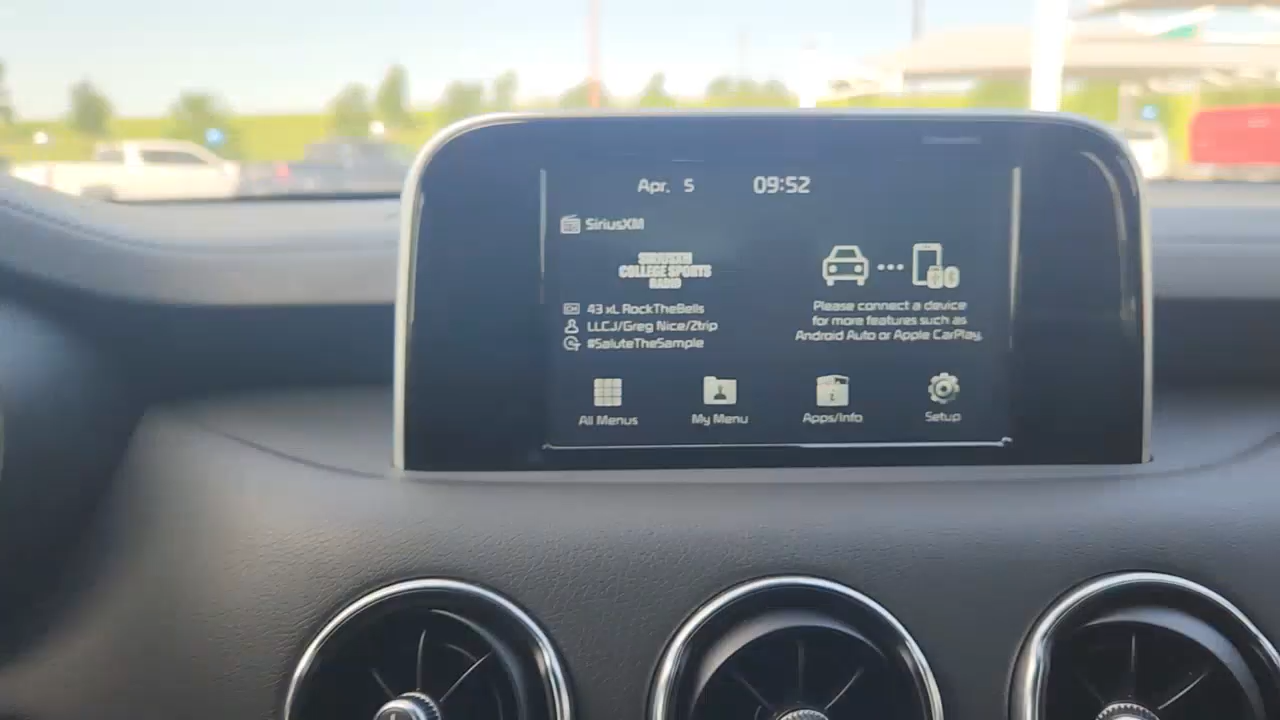 Apr. 5 09:52
SiriusXM
SIRIUSXM
COLLEGE SPORTS
RADIO
43 xL RockTheBells
LLCJ/Greg Nice/Ztrip
#SaluteTheSample
Please connect a device
for more features such as
Android Auto or Apple CarPlay.
All Menus
My Menu
Apps/Info
Setup